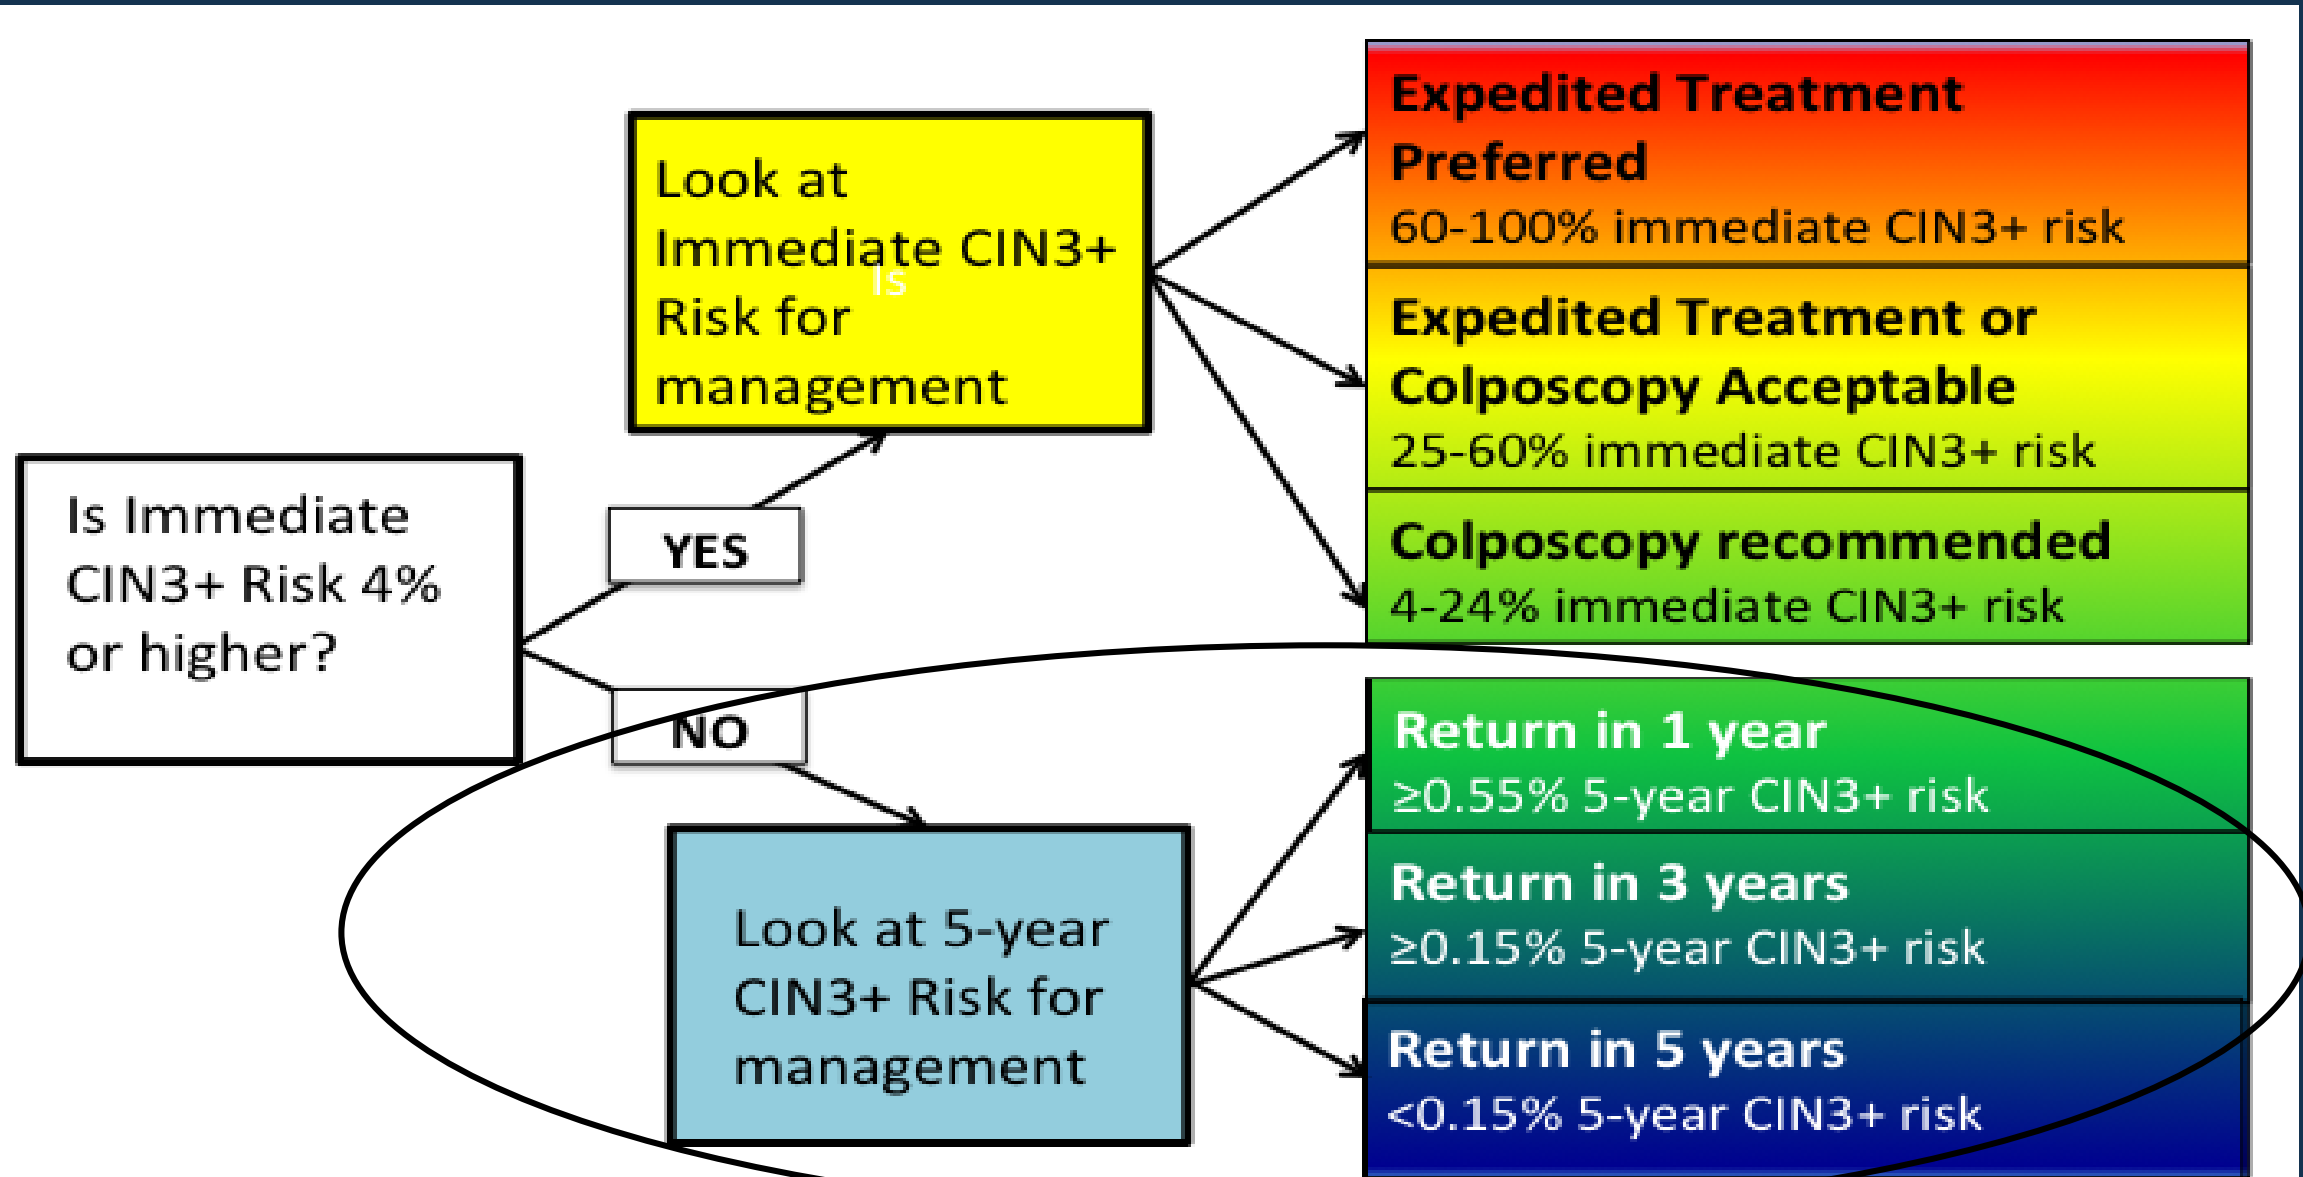 Is Immediate
CIN3+ Risk 4%
or higher?
YES
NO
Look at
Immediate CIN3+
Is
Risk for
management
Look at 5-year
CIN3+ Risk for
management
Expedited Treatment
Preferred
60-100% immediate CIN3+ risk
Expedited Treatment or
Colposcopy Acceptable
25-60% immediate CIN3+ risk
Colposcopy recommended
4-24% immediate CIN3+ risk
Return in 1 year
≥0.55% 5-year CIN3+ risk
Return in 3 years
≥0.15% 5-year CIN3+ risk
Return in 5 years
<0.15% 5-year CIN3+ risk